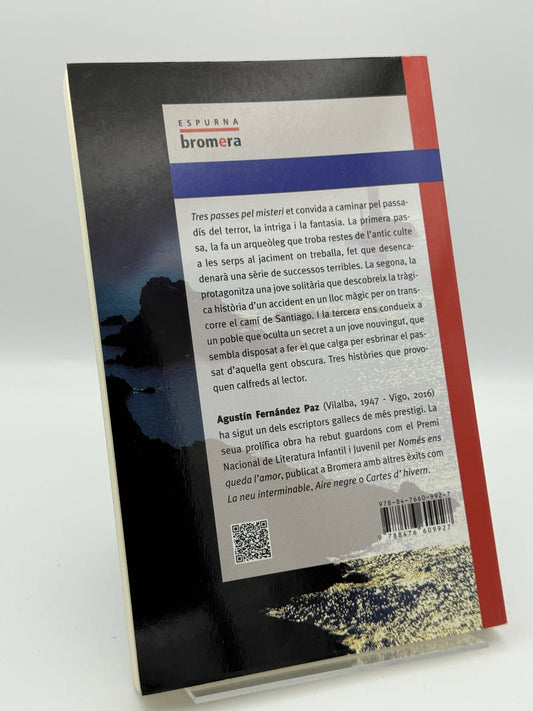 ESPURNA
bromera
Tres passes pel misteri et convida a caminar pel passa-
dís del terror, la intriga i la fantasia. La primera pas-
sa, la fa un arqueòleg que troba restes de l'antic culte
a les serps al jaciment on treballa, fet que desenca-
denarà una sèrie de successos terribles. La segona, la
protagonitza una jove solitària que descobreix la tràgi-
ca història d'un accident en un lloc màgic per on trans-
corre el camí de Santiago. I la tercera ens condueix a
un poble que oculta un secret a un jove nouvingut, que
sembla disposat a fer el que calga per esbrinar el pas-
sat d'aquella gent obscura. Tres històries que provo-
quen calfreds al lector.
Agustín Fernández Paz (Vilalba, 1947 - Vigo, 2016)
ha sigut un dels escriptors gallecs de més prestigi. La
seua prolífica obra ha rebut guardons com el Premi
Nacional de Literatura Infantil i Juvenil per Només ens
queda l'amor, publicat a Bromera amb altres èxits com
La neu interminable, Aire negre o Cartes d'hivern.
978-84-7660-992-7
9 788476 609927